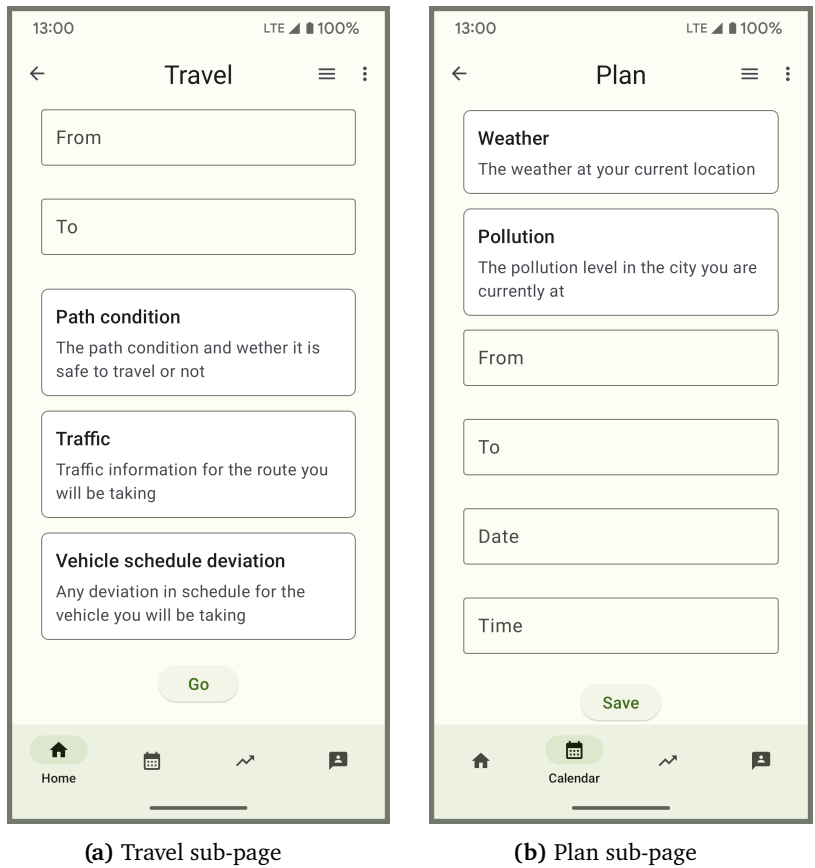 13:00 LTE 100%
Travel
From
To
Path condition
The path condition and wether it is
safe to travel or not
Traffic
Traffic information for the route you
will be taking
Vehicle schedule deviation
Any deviation in schedule for the
vehicle you will be taking
Go
Home
(a) Travel sub-page
13:00 LTE 100%
Plan
Weather
The weather at your current location
Pollution
The pollution level in the city you are
currently at
From
To
Date
Time
Save
Calendar
(b) Plan sub-page